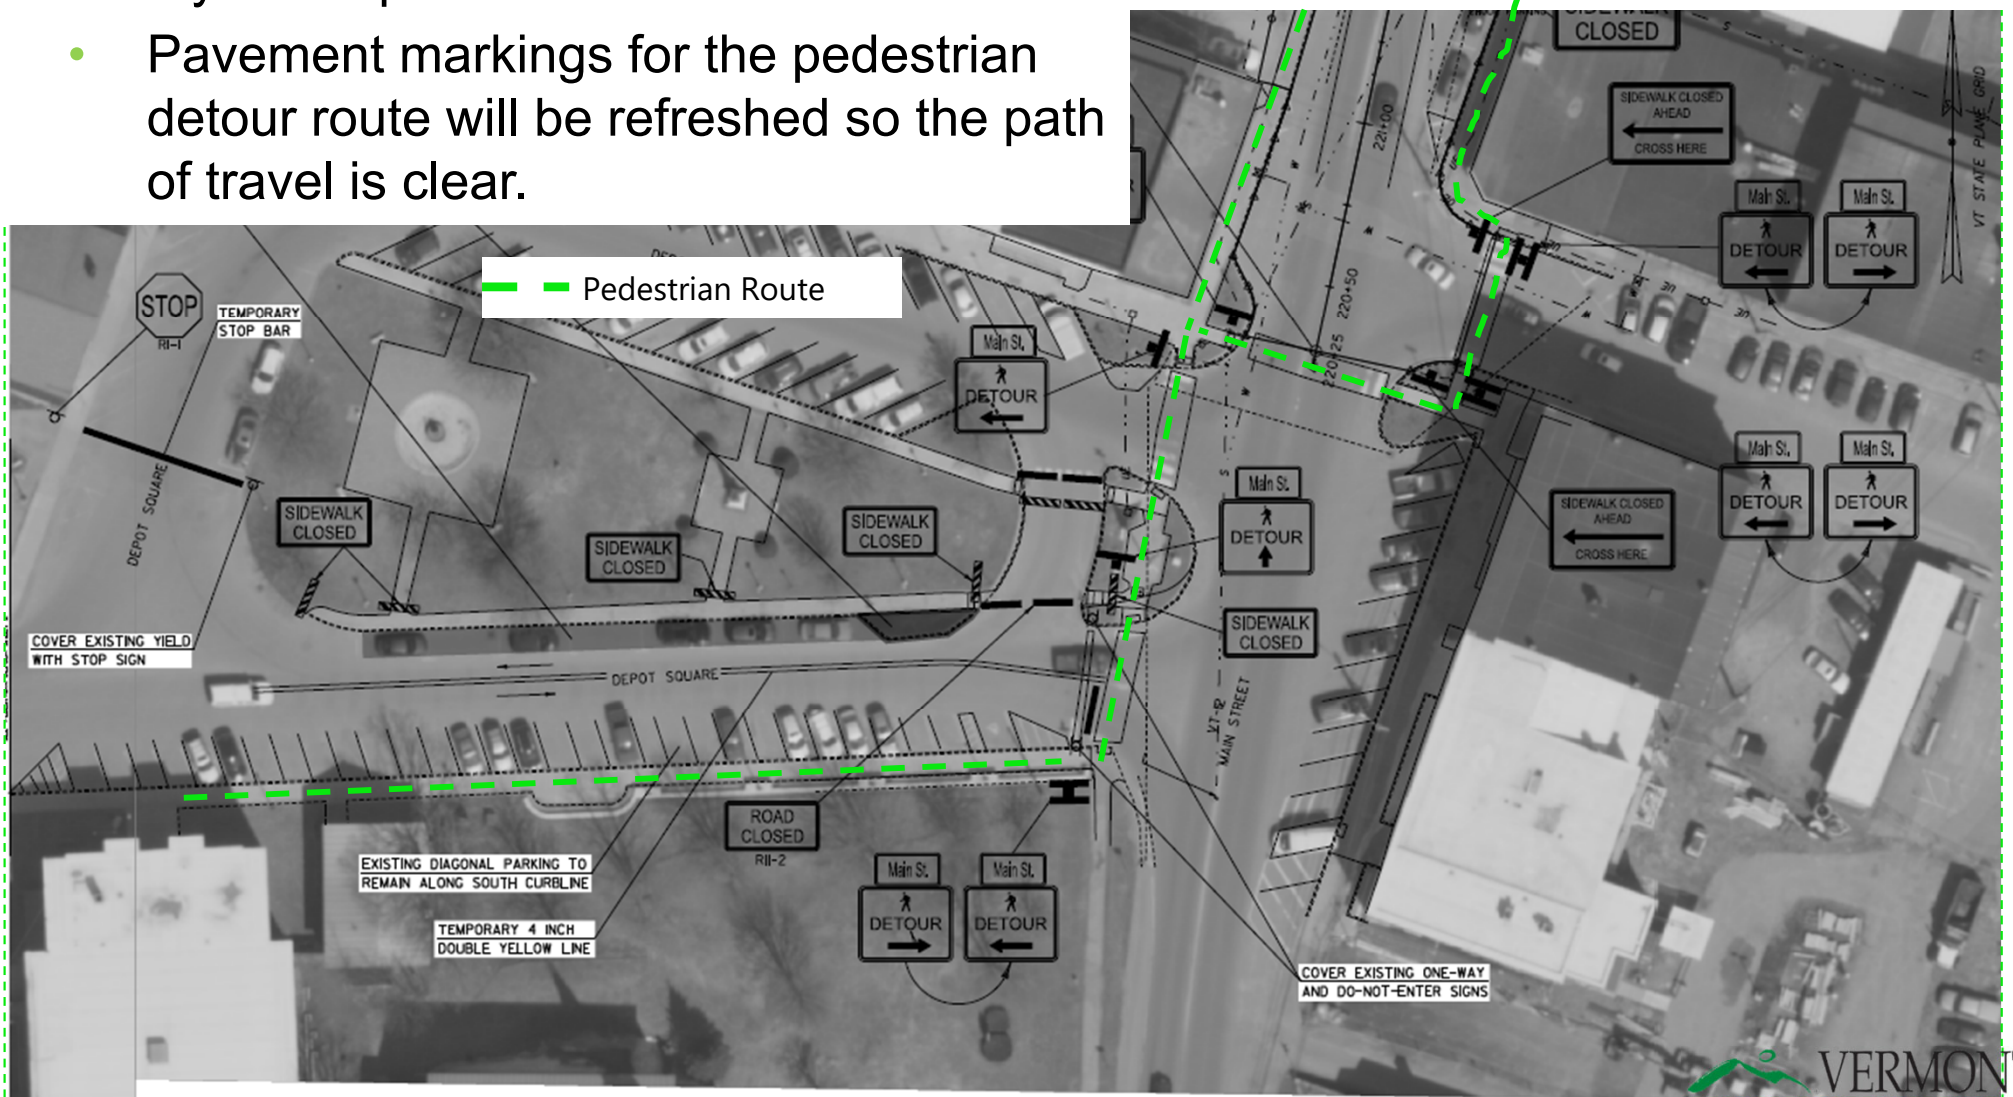 Pavement markings for the pedestrian
detour route will be refreshed so the path
of travel is clear.
Pedestrian Route
CLOSED
SIDEWALK CLOSED
AHEAD
CROSS HERE
VT STATE PLANE GRID
221+00
S
Main St.
DETOUR
Main St.
DETOUR
220+50
220+25
STOP
R1-1
TEMPORARY
STOP BAR
Main St.
DETOUR
DEPOT SQUARE
SIDEWALK
CLOSED
SIDEWALK
CLOSED
SIDEWALK
CLOSED
Main St.
DETOUR
SIDEWALK
CLOSED
Main St.
DETOUR
Main St.
DETOUR
SIDEWALK CLOSED
AHEAD
CROSS HERE
COVER EXISTING YIELD
WITH STOP SIGN
DEPOT SQUARE
VT-12
MAIN STREET
ROAD
CLOSED
R11-2
EXISTING DIAGONAL PARKING TO
REMAIN ALONG SOUTH CURBLINE
TEMPORARY 4 INCH
DOUBLE YELLOW LINE
Main St.
DETOUR
Main St.
DETOUR
COVER EXISTING ONE-WAY
AND DO-NOT-ENTER SIGNS
VERMON